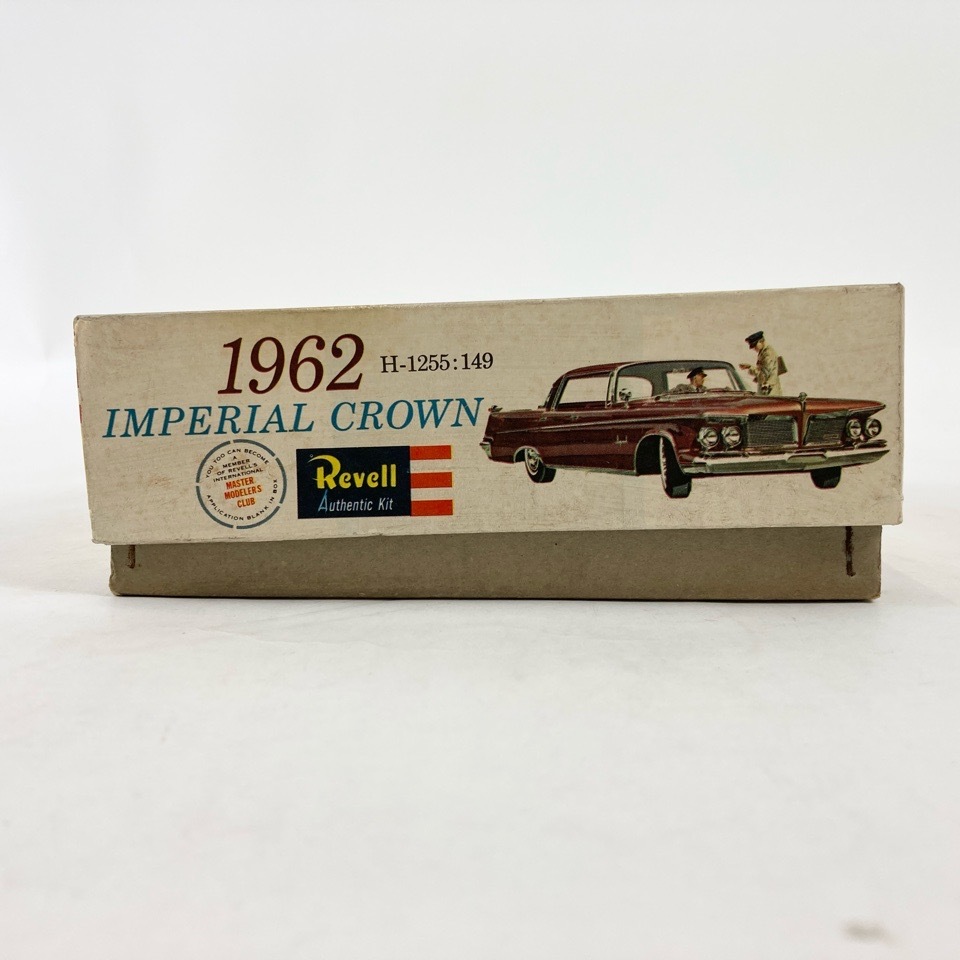 1962 H-1255:149
IMPERIAL CROWN
YOU TOO CAN BECOME
A
MEMBER
OF REVELL'S
INTERNATIONAL
MASTER
MODELERS
CLUB
APPLICATION BLANK IN BOX
Revell
Authentic Kit